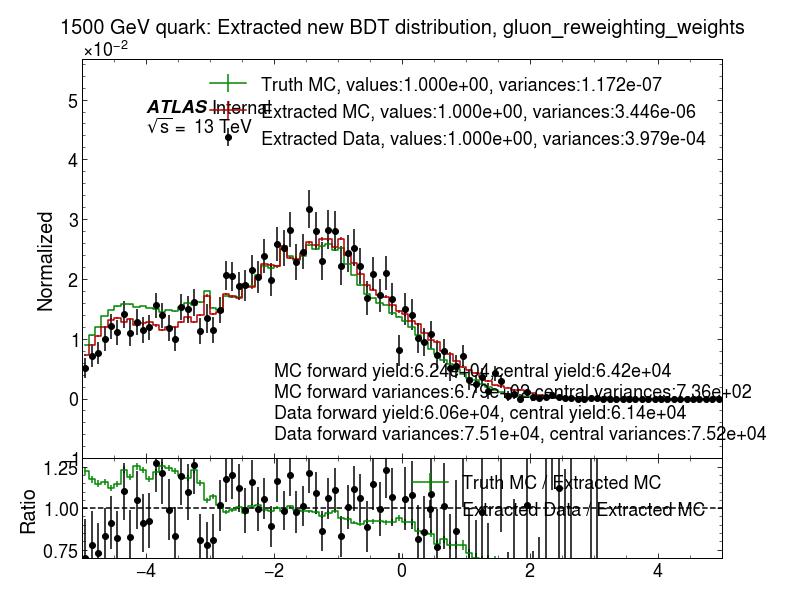 1500 GeV quark: Extracted new BDT distribution, gluon_reweighting_weights
×10−2
Truth MC, values:1.000e+00, variances:1.172e-07
ATLAS Internal
Extracted MC, values:1.000e+00, variances:3.446e-06
√s = 13 TeV
Extracted Data, values:1.000e+00, variances:3.979e-04
5
4
3
2
1
0
Normalized
MC forward yield:6.24e+04, central yield:6.42e+04
MC forward variances:6.79e+02, central variances:7.36e+02
Data forward yield:6.06e+04, central yield:6.14e+04
Data forward variances:7.51e+04, central variances:7.52e+04
1.25
1.00
0.75
Ratio
Truth MC / Extracted MC
Extracted Data / Extracted MC
−4 −2 0 2 4